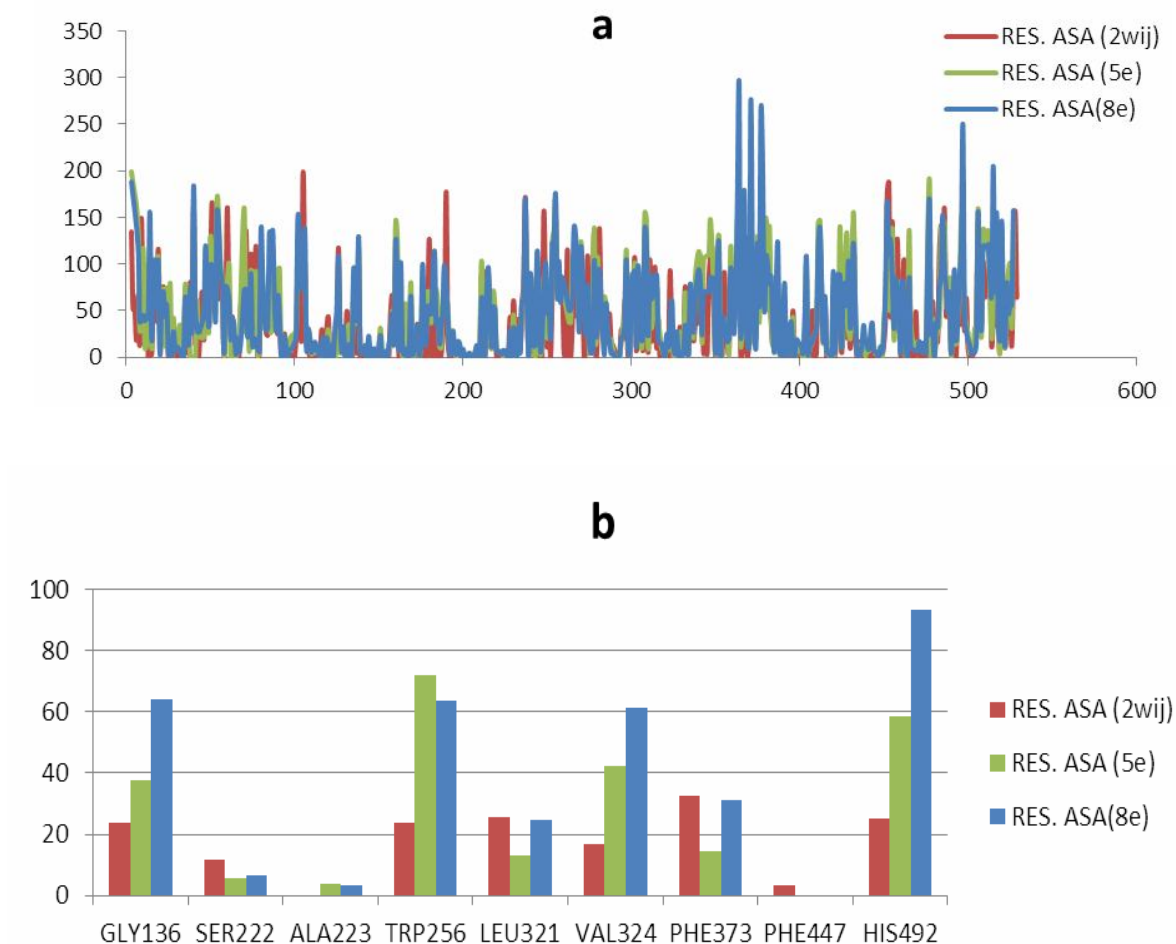 a
350
300
250
200
150
100
50
0
0 100 200 300 400 500 600
RES. ASA (2wij)
RES. ASA (5e)
RES. ASA(8e)
b
100
80
60
40
20
0
GLY136 SER222 ALA223 TRP256 LEU321 VAL324 PHE373 PHE447 HIS492
RES. ASA (2wij)
RES. ASA (5e)
RES. ASA(8e)